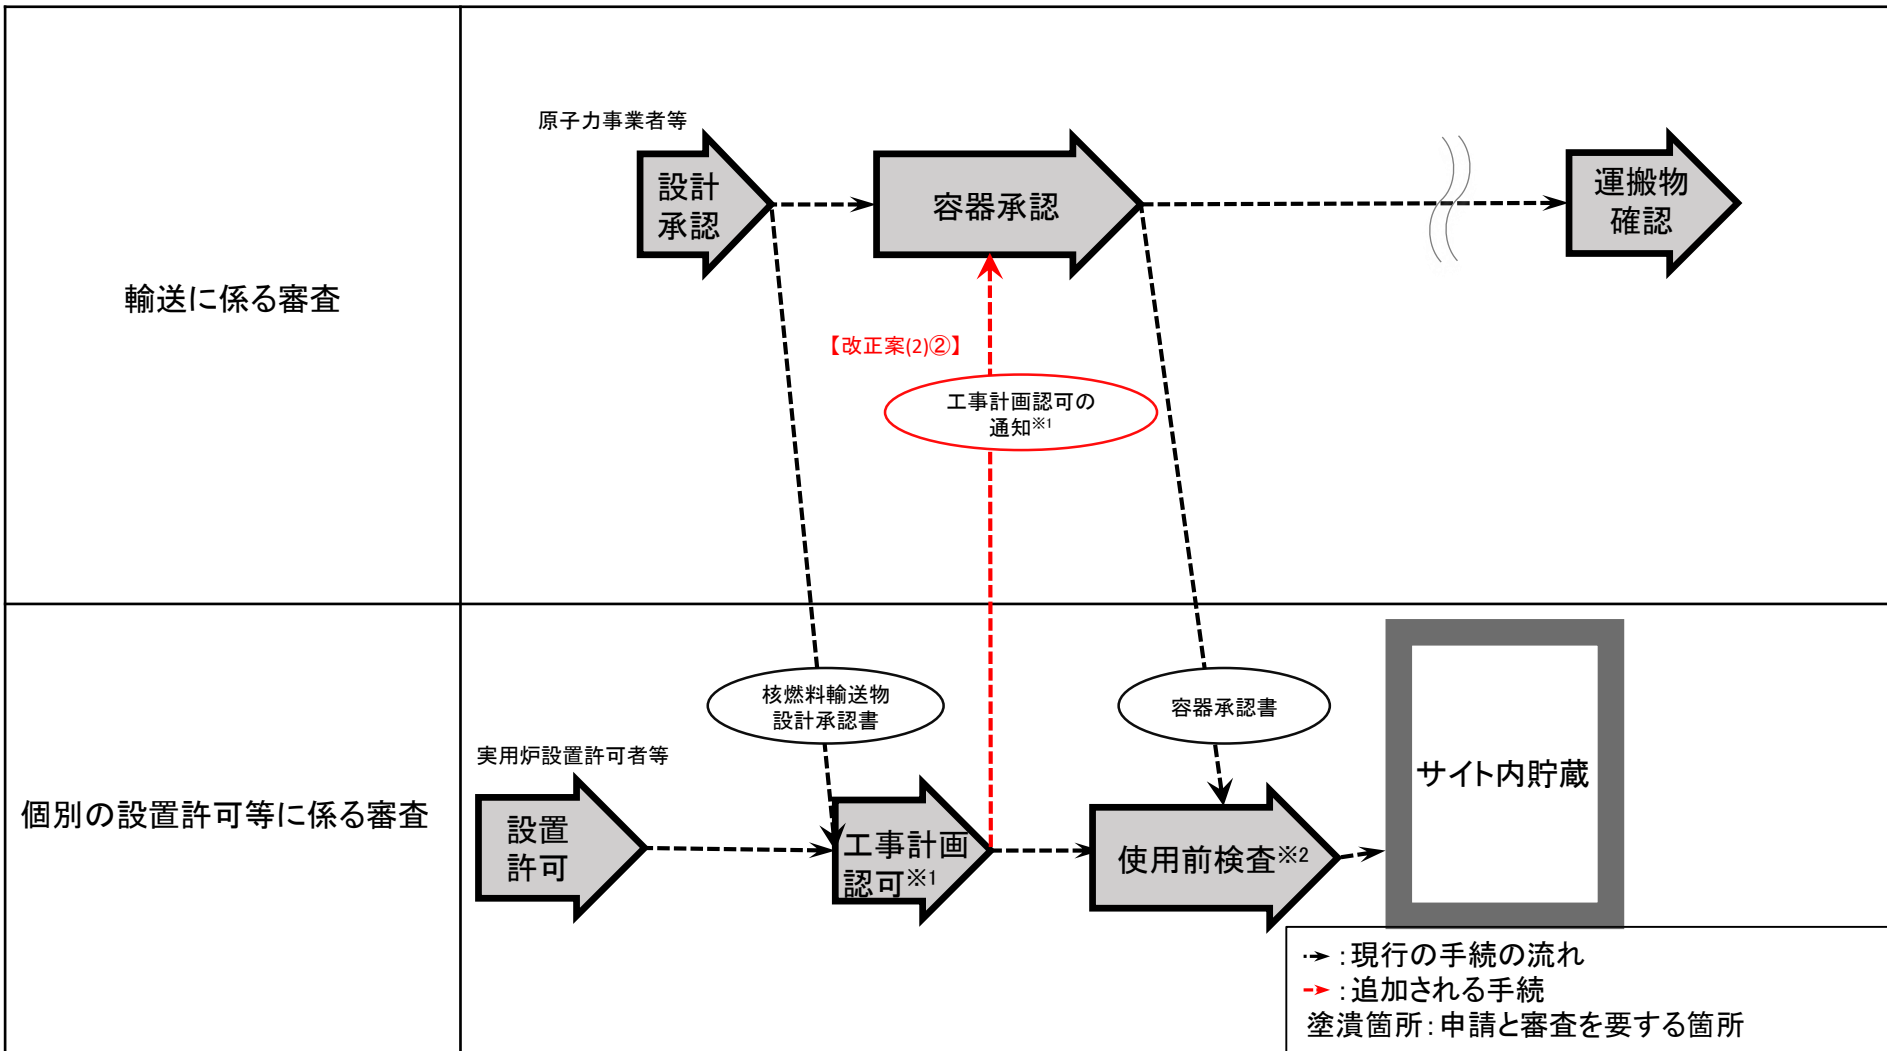 輸送に係る審査
原子力事業者等
設計
承認
容器承認
運搬物
確認
【改正案(2)②】
工事計画認可の
通知※1
個別の設置許可等に係る審査
核燃料輸送物
設計承認書
容器承認書
実用炉設置許可者等
設置
許可
工事計画
認可※1
使用前検査※2
サイト内貯蔵
:現行の手続の流れ
:追加される手続
塗潰箇所:申請と審査を要する箇所